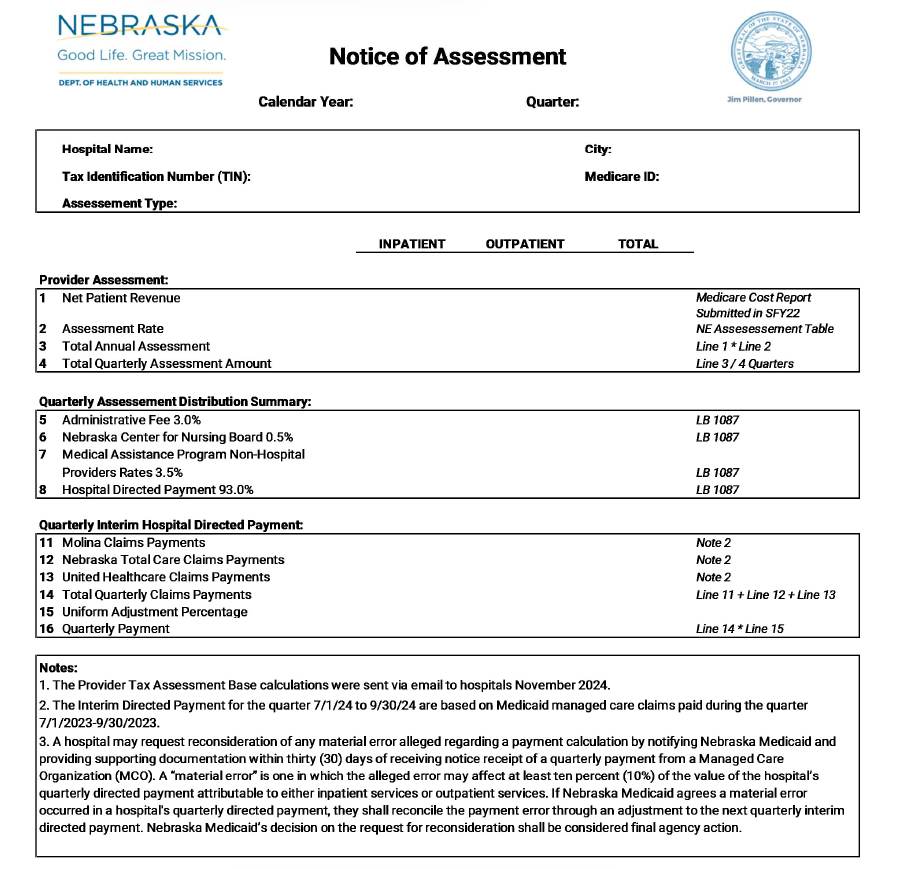 NEBRASKA
Good Life. Great Mission.
DEPT. OF HEALTH AND HUMAN SERVICES
Notice of Assessment
GREAT SEAL OF THE STATE OF NEBRASKA
MARCH 1ST 1867
Jim Pillen, Governor
Calendar Year: Quarter:
Hospital Name: City:
Tax Identification Number (TIN): Medicare ID:
Assessement Type:
INPATIENT OUTPATIENT TOTAL
Provider Assessment:
1 Net Patient Revenue Medicare Cost Report
Submitted in SFY22
2 Assessment Rate NE Assesessement Table
3 Total Annual Assessment Line 1 * Line 2
4 Total Quarterly Assessment Amount Line 3 / 4 Quarters
Quarterly Assessement Distribution Summary:
5 Administrative Fee 3.0% LB 1087
6 Nebraska Center for Nursing Board 0.5% LB 1087
7 Medical Assistance Program Non-Hospital
Providers Rates 3.5% LB 1087
8 Hospital Directed Payment 93.0% LB 1087
Quarterly Interim Hospital Directed Payment:
11 Molina Claims Payments Note 2
12 Nebraska Total Care Claims Payments Note 2
13 United Healthcare Claims Payments Note 2
14 Total Quarterly Claims Payments Line 11 + Line 12 + Line 13
15 Uniform Adjustment Percentage
16 Quarterly Payment Line 14 * Line 15
Notes:
1. The Provider Tax Assessment Base calculations were sent via email to hospitals November 2024.
2. The Interim Directed Payment for the quarter 7/1/24 to 9/30/24 are based on Medicaid managed care claims paid during the quarter
7/1/2023-9/30/2023.
3. A hospital may request reconsideration of any material error alleged regarding a payment calculation by notifying Nebraska Medicaid and
providing supporting documentation within thirty (30) days of receiving notice receipt of a quarterly payment from a Managed Care
Organization (MCO). A “material error” is one in which the alleged error may affect at least ten percent (10%) of the value of the hospital’s
quarterly directed payment attributable to either inpatient services or outpatient services. If Nebraska Medicaid agrees a material error
occurred in a hospital's quarterly directed payment, they shall reconcile the payment error through an adjustment to the next quarterly interim
directed payment. Nebraska Medicaid’s decision on the request for reconsideration shall be considered final agency action.